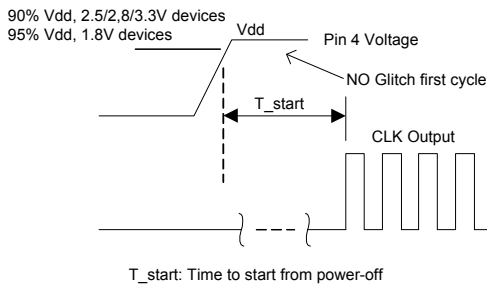 90% Vdd, 2.5/2,8/3.3V devices
95% Vdd, 1.8V devices
Vdd
Pin 4 Voltage
NO Glitch first cycle
T_start
CLK Output
T_start: Time to start from power-off